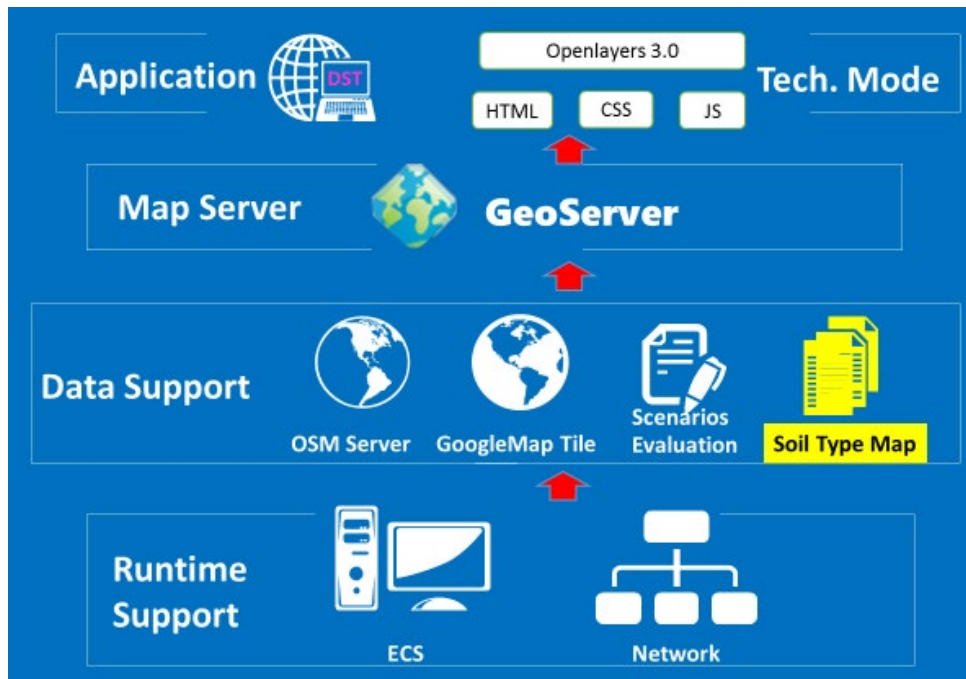 Application
DST
Openlayers 3.0
HTML
CSS
JS
Tech. Mode
Map Server
GeoServer
Data Support
OSM Server
GoogleMap Tile
Scenarios
Evaluation
Soil Type Map
Runtime
Support
ECS
Network